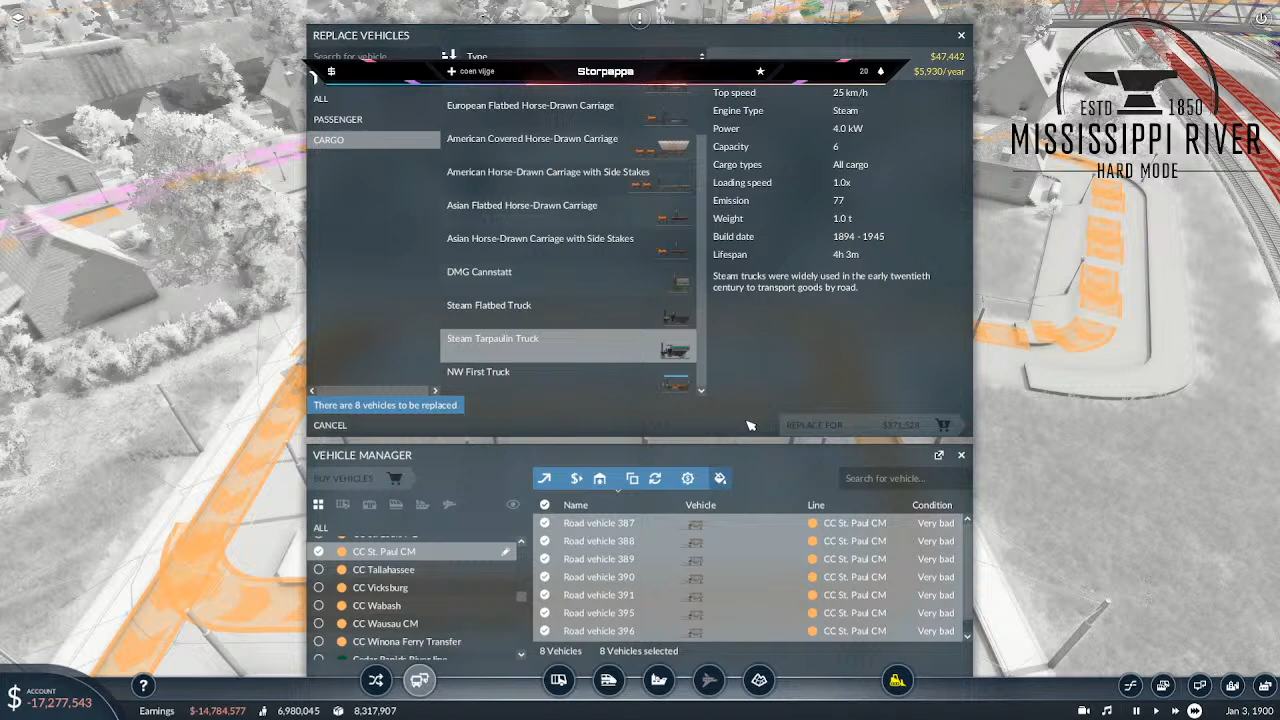 REPLACE VEHICLES
Search for vehicle
Type
$47,442
coen vijge
Storpappa
20
$5,930/year
ALL
PASSENGER
CARGO
European Flatbed Horse-Drawn Carriage
American Covered Horse-Drawn Carriage
American Horse-Drawn Carriage with Side Stakes
Asian Flatbed Horse-Drawn Carriage
Asian Horse-Drawn Carriage with Side Stakes
DMG Cannstatt
Steam Flatbed Truck
Steam Tarpaulin Truck
NW First Truck
Top speed 25 km/h
Engine Type Steam
Power 4.0 kW
Capacity 6
Cargo types All cargo
Loading speed 1.0x
Emission 77
Weight 1.0 t
Build date 1894 - 1945
Lifespan 4h 3m
Steam trucks were widely used in the early twentieth
century to transport goods by road.
ESTD 1850
MISSISSIPPI RIVER
HARD MODE
There are 8 vehicles to be replaced
CANCEL
REPLACE FOR $371,528
VEHICLE MANAGER
BUY VEHICLES
Search for vehicle...
ALL
CC St. Paul CM
CC Tallahassee
CC Vicksburg
CC Wabash
CC Wausau CM
CC Winona Ferry Transfer
Cedar Rapids River line
Name Vehicle Line Condition
Road vehicle 387 CC St. Paul CM Very bad
Road vehicle 388 CC St. Paul CM Very bad
Road vehicle 389 CC St. Paul CM Very bad
Road vehicle 390 CC St. Paul CM Very bad
Road vehicle 391 CC St. Paul CM Very bad
Road vehicle 395 CC St. Paul CM Very bad
Road vehicle 396 CC St. Paul CM Very bad
8 Vehicles 8 Vehicles selected
ACCOUNT
-17,277,543
Earnings $-14,784,577 6,980,045 8,317,907
Jan 3, 1900